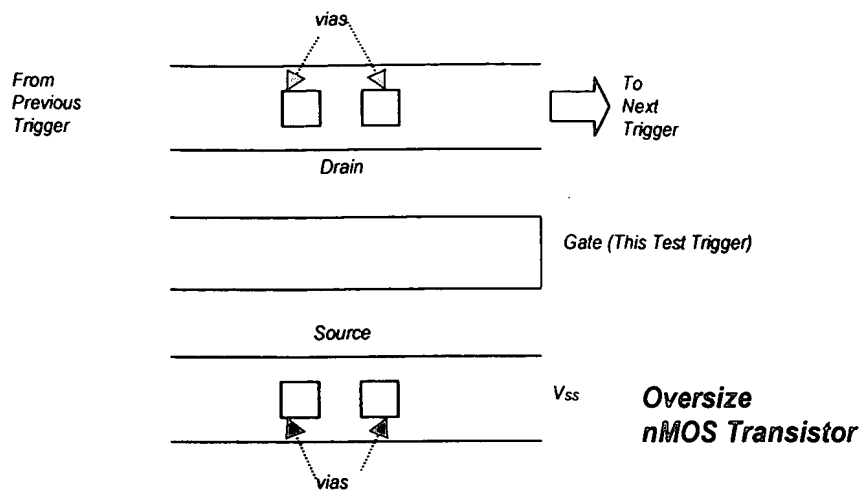 vias
From
Previous
Trigger
To
Next
Trigger
Drain
Gate (This Test Trigger)
Source
Vss
Oversize
nMOS Transistor
vias